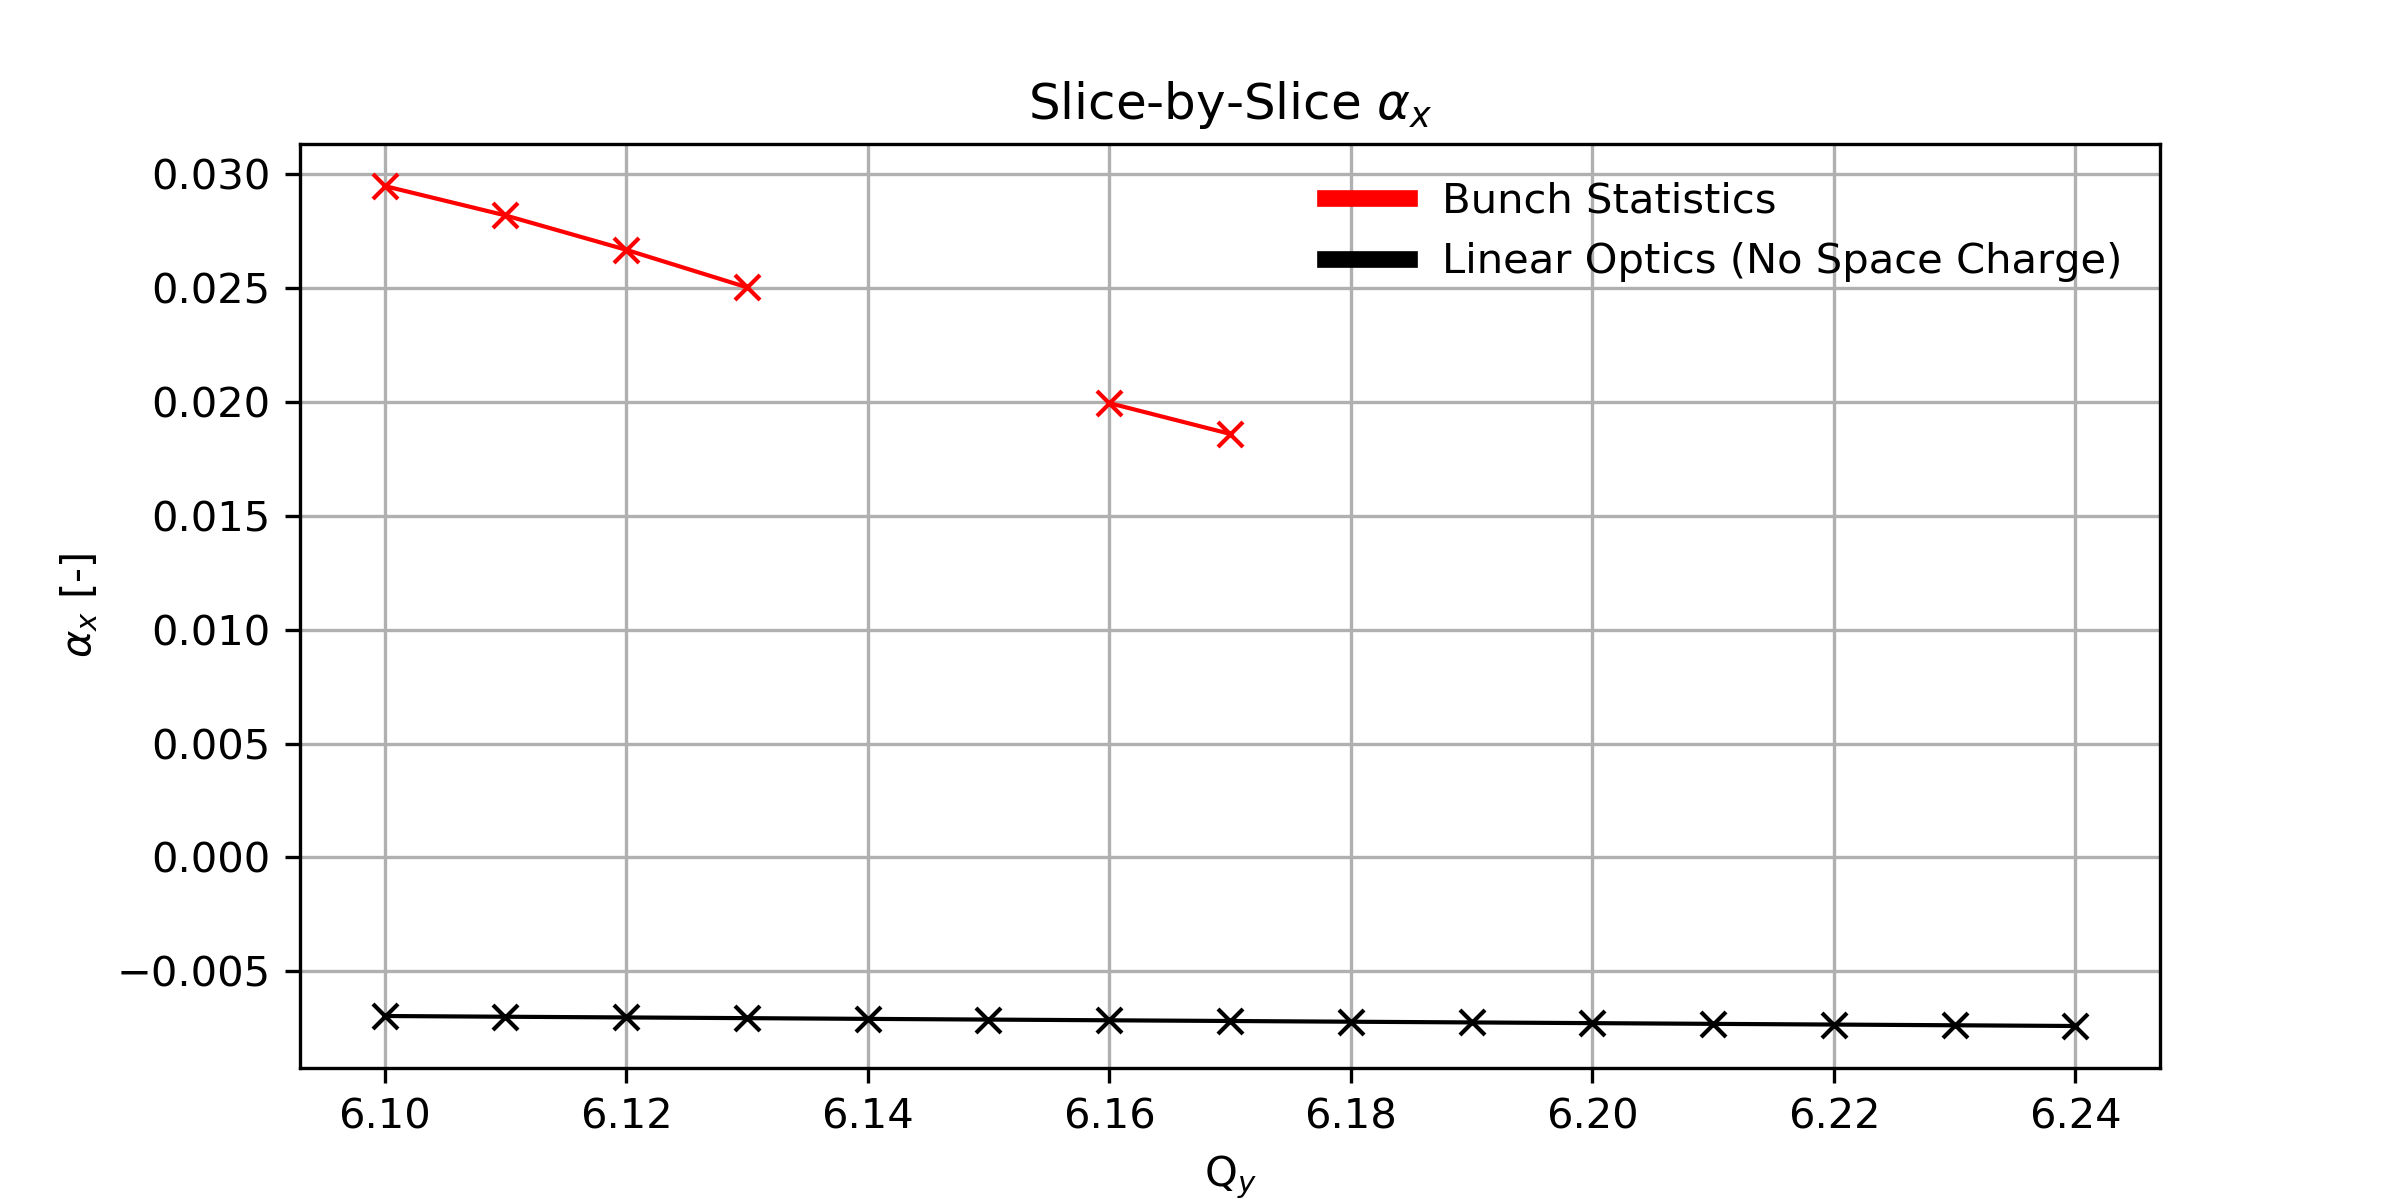 Slice-by-Slice αₓ
Bunch Statistics
Linear Optics (No Space Charge)
αₓ [-]
0.030
0.025
0.020
0.015
0.010
0.005
0.000
−0.005
6.10 6.12 6.14 6.16 6.18 6.20 6.22 6.24
Q_y